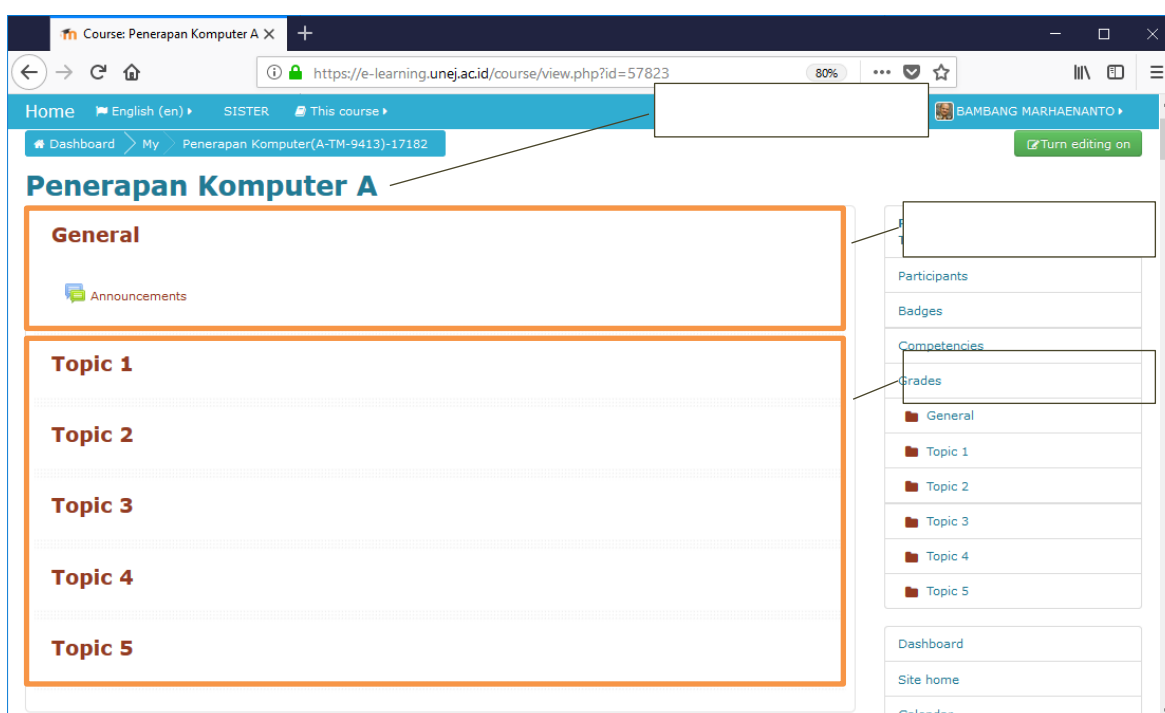 Course: Penerapan Komputer A
https://e-learning.unej.ac.id/course/view.php?id=57823
80%
Home English (en) SISTER This course BAMBANG MARHAENANTO
Dashboard My Penerapan Komputer(A-TM-9413)-17182
Turn editing on
Penerapan Komputer A
General
Announcements
Topic 1
Topic 2
Topic 3
Topic 4
Topic 5
Participants
Badges
Competencies
Grades
General
Topic 1
Topic 2
Topic 3
Topic 4
Topic 5
Dashboard
Site home